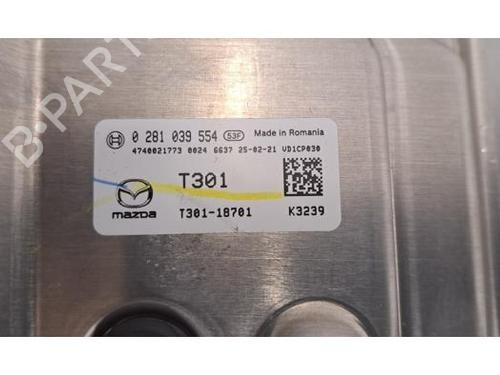 B-PARTS
0 281 039 554 53F Made in Romania
4740021773 0024 6637 25-02-21 VD1CP030
T301
mazda T301-18701 K3239